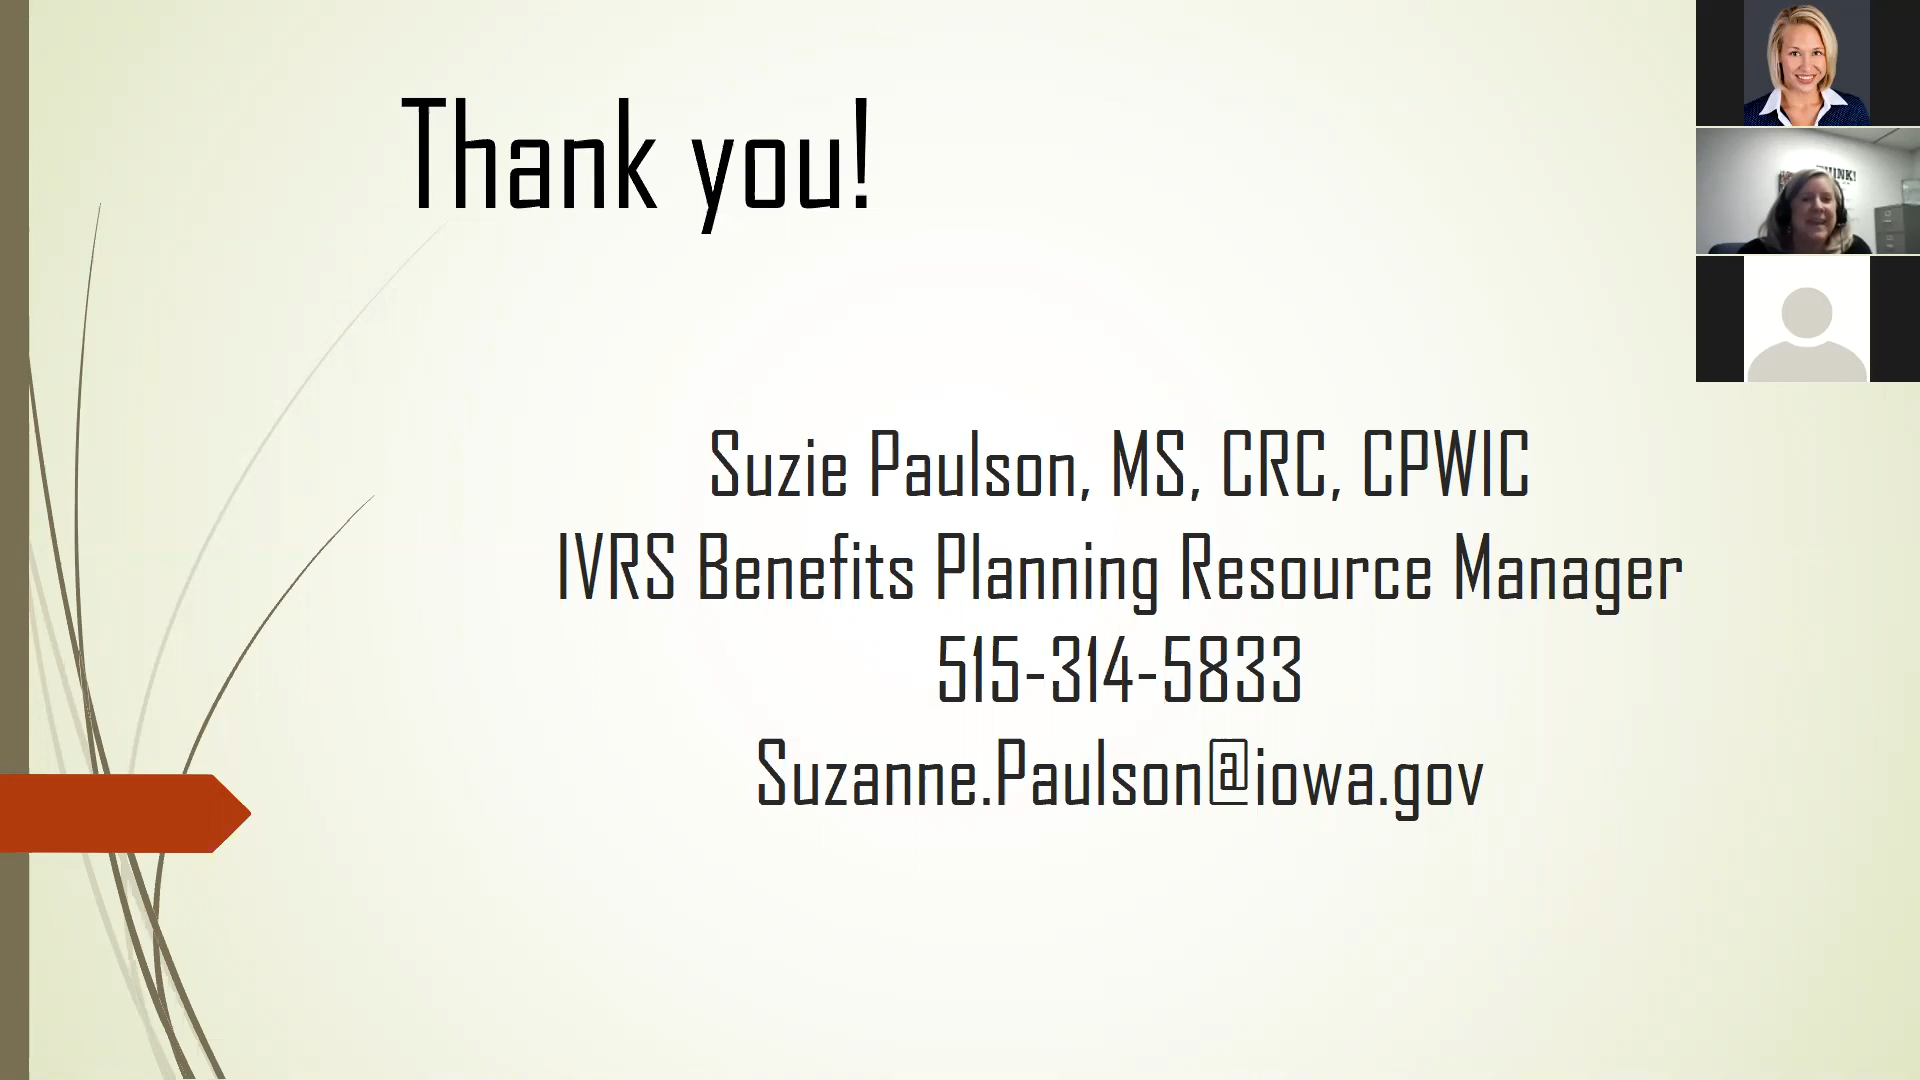 Thank you!
THINK!
Suzie Paulson, MS, CRC, CPWIC
IVRS Benefits Planning Resource Manager
515-314-5833
Suzanne.Paulson@iowa.gov